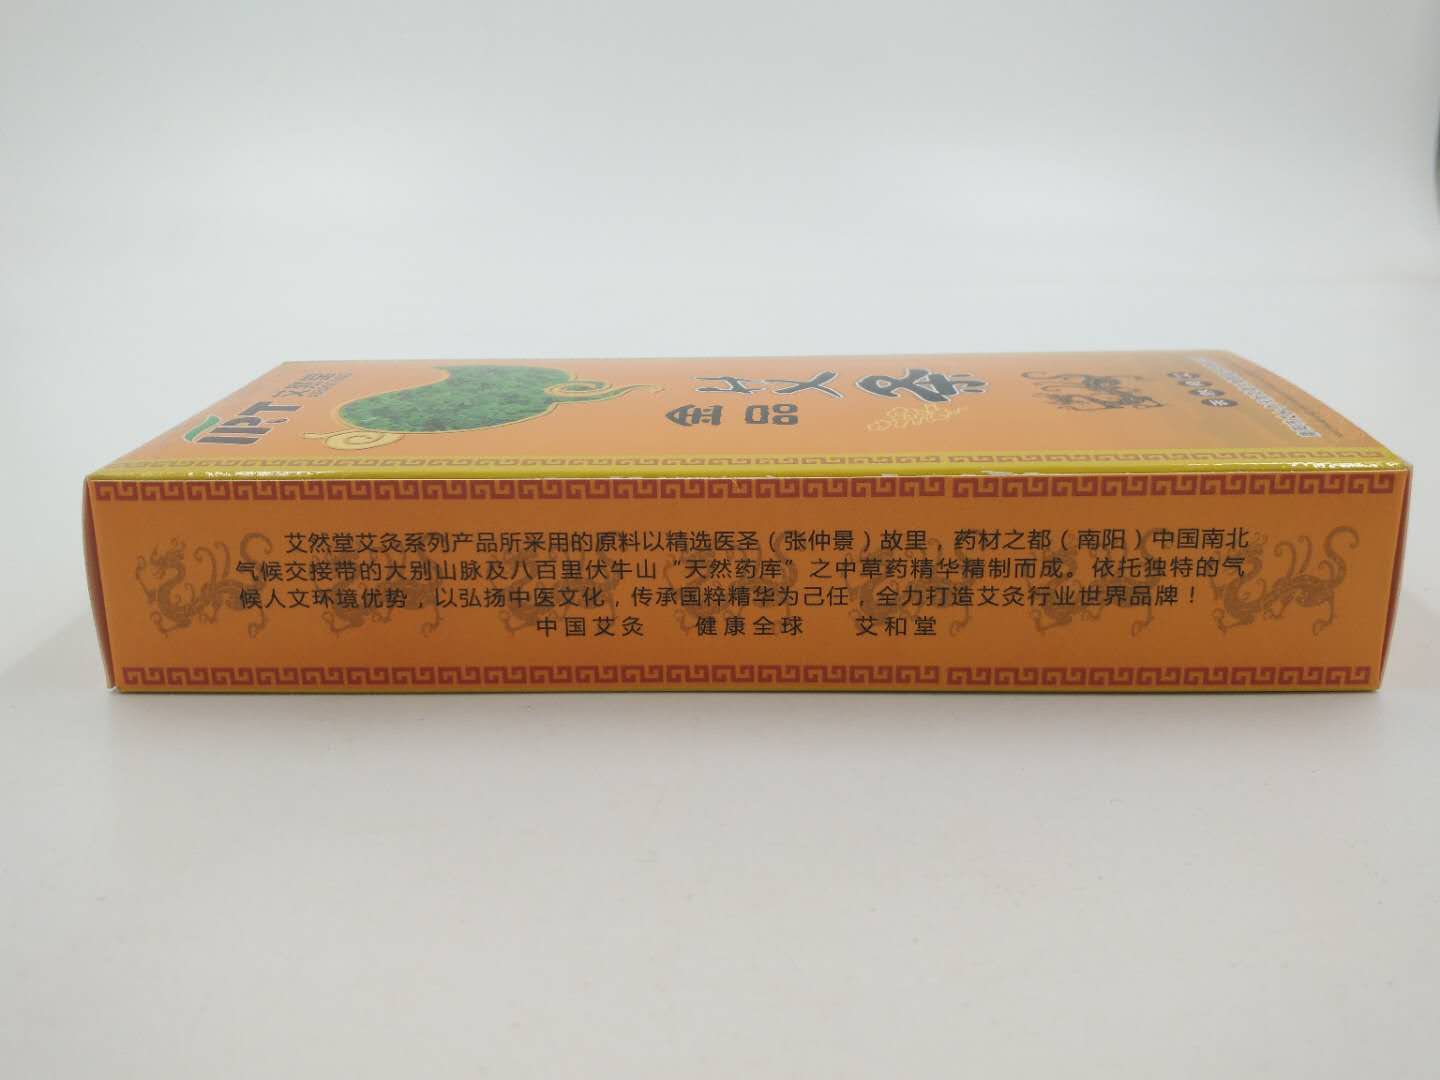 艾条
金品
艾然堂艾灸系列产品所采用的原料以精选医圣（张仲景）故里，药材之都（南阳）中国南北
气候交接带的大别山脉及八百里伏牛山“天然药库”之中草药精华精制而成。依托独特的气
候人文环境优势，以弘扬中医文化，传承国粹精华为己任，全力打造艾灸行业世界品牌！
中国艾灸 健康全球 艾和堂